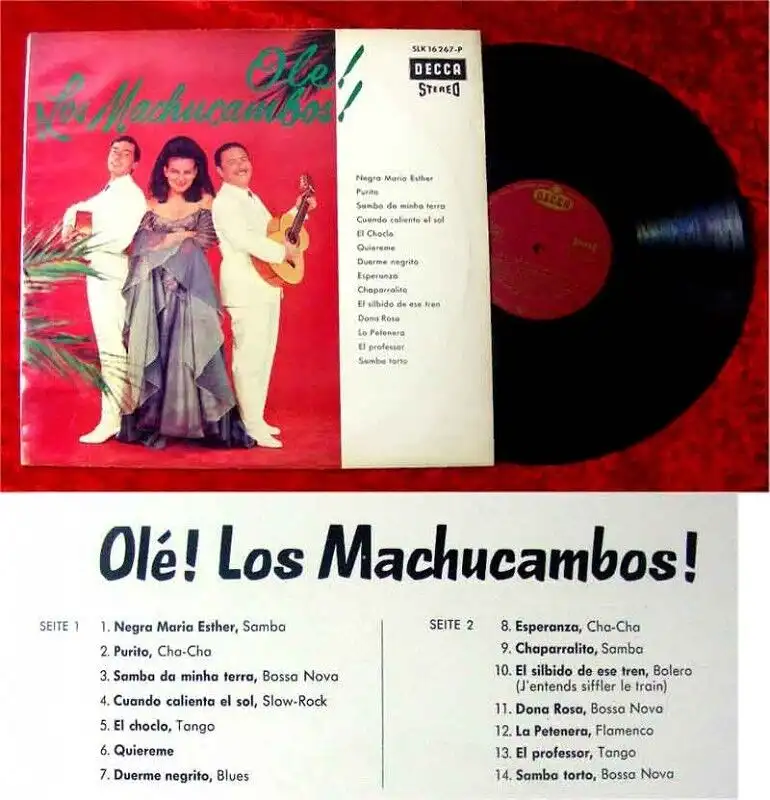 Olé!
Los Machucambos!
SLK 16 267-P
DECCA
STEREO
Negra Maria Esther
Purito
Samba da minha terra
Cuando calienta el sol
El Choclo
Quiereme
Duerme negrito
Esperanza
Chaparralito
El silbido de ese tren
Dona Rosa
La Petenera
El professor
Samba torto
DECCA
Olé! Los Machucambos!
SEITE 1
1. Negra Maria Esther, Samba
2. Purito, Cha-Cha
3. Samba da minha terra, Bossa Nova
4. Cuando calienta el sol, Slow-Rock
5. El choclo, Tango
6. Quiereme
7. Duerme negrito, Blues
SEITE 2
8. Esperanza, Cha-Cha
9. Chaparralito, Samba
10. El silbido de ese tren, Bolero
(J'entends siffler le train)
11. Dona Rosa, Bossa Nova
12. La Petenera, Flamenco
13. El professor, Tango
14. Samba torto, Bossa Nova